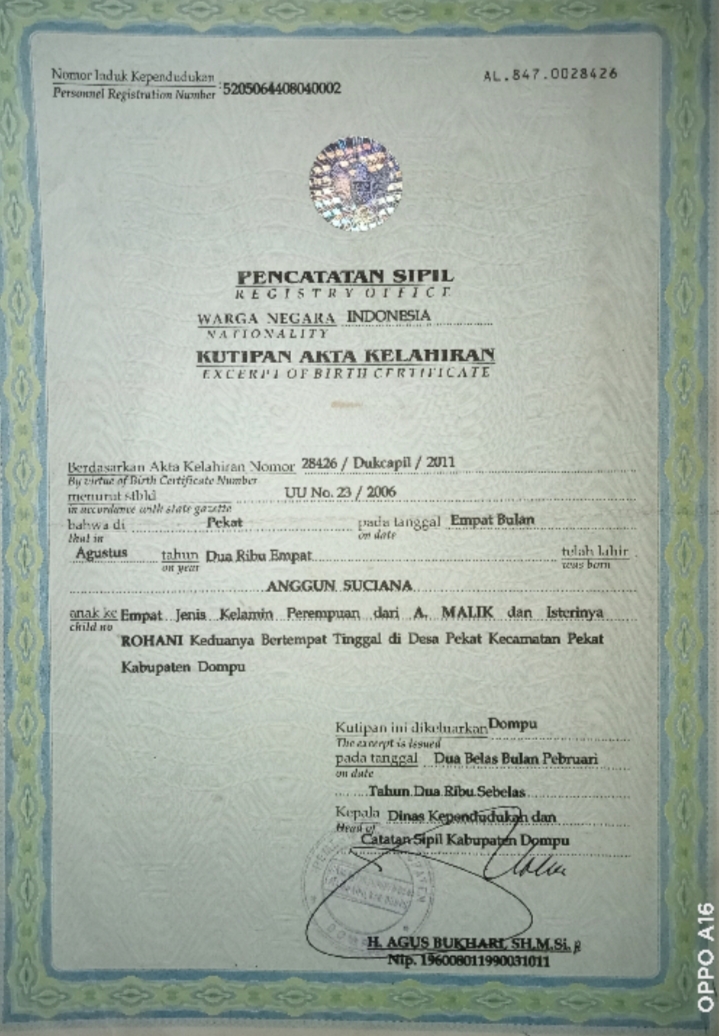 Nomor Induk Kependudukan : 5205064408040002
Personnel Registration Number
AL.847.0028426
PENCATATAN SIPIL
REGISTRY OFFICE
WARGA NEGARA INDONESIA
NATIONALITY
KUTIPAN AKTA KELAHIRAN
EXCERPT OF BIRTH CERTIFICATE
Berdasarkan Akta Kelahiran Nomor 28426 / Dukcapil / 2011
By virtue of Birth Certificate Number
menurut stbld UU No. 23 / 2006
in accordance with state gazette
bahwa di Pekat pada tanggal Empat Bulan
that in on date
Agustus tahun Dua Ribu Empat telah lahir
on year was born
ANGGUN SUCIANA
anak ke Empat Jenis Kelamin Perempuan dari A. MALIK dan Isterinya
child no
ROHANI Keduanya Bertempat Tinggal di Desa Pekat Kecamatan Pekat
Kabupaten Dompu
Kutipan ini dikeluarkan Dompu
The excerpt is issued
pada tanggal Dua Belas Bulan Pebruari
on date
Tahun Dua Ribu Sebelas
Kepala Dinas Kependudukan dan
Head of
Catatan Sipil Kabupaten Dompu
H. AGUS BUKHARI, SH.M.Si.
Nip. 196008011990031011
OPPO A16